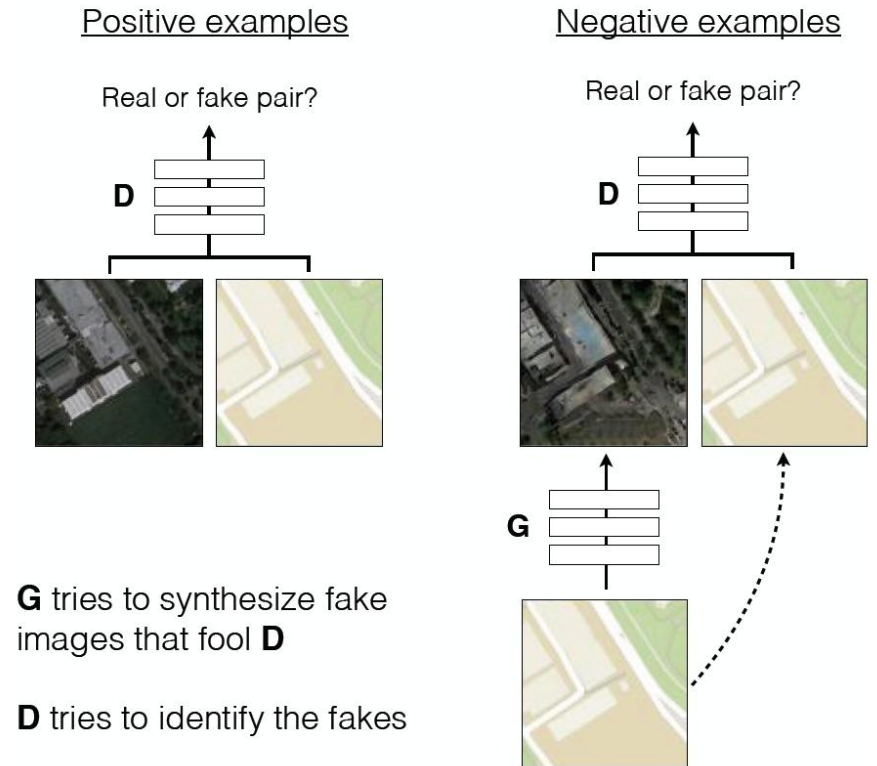 Positive examples
Real or fake pair?
D
Negative examples
Real or fake pair?
D
G
G tries to synthesize fake
images that fool D
D tries to identify the fakes